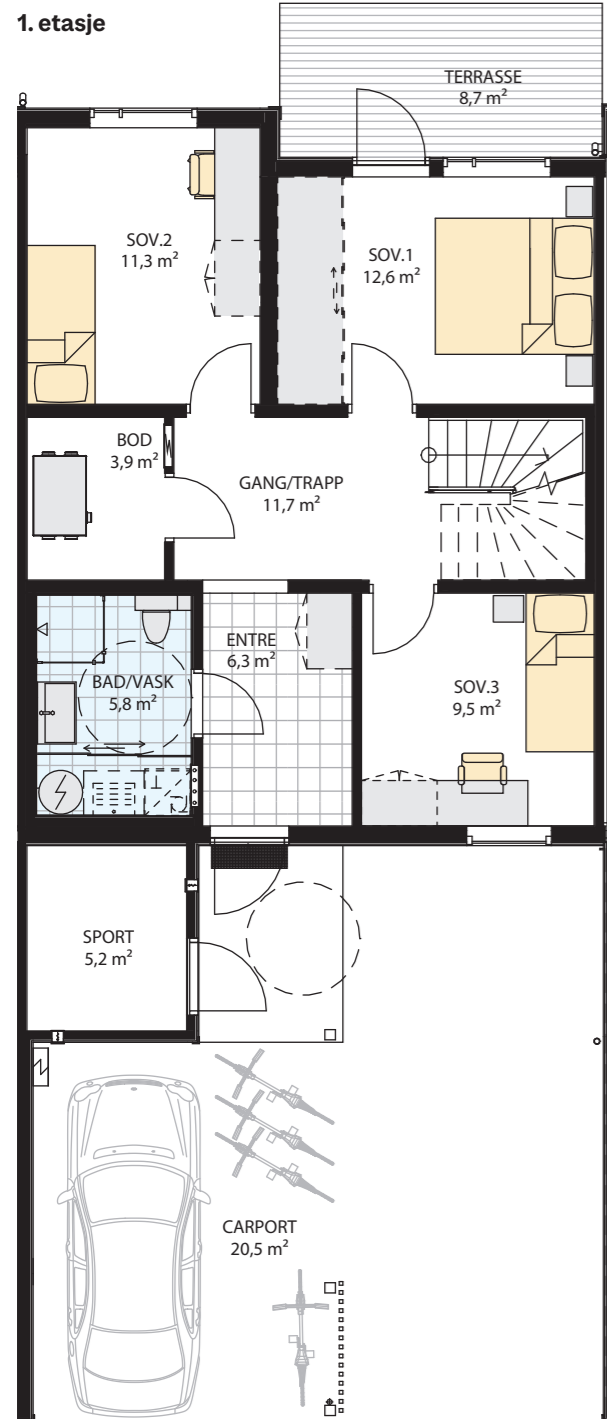 1. etasje
TERRASSE
8,7 m²
SOV.2
11,3 m²
SOV.1
12,6 m²
BOD
3,9 m²
GANG/TRAPP
11,7 m²
ENTRE
6,3 m²
BAD/VASK
5,8 m²
SOV.3
9,5 m²
SPORT
5,2 m²
CARPORT
20,5 m²